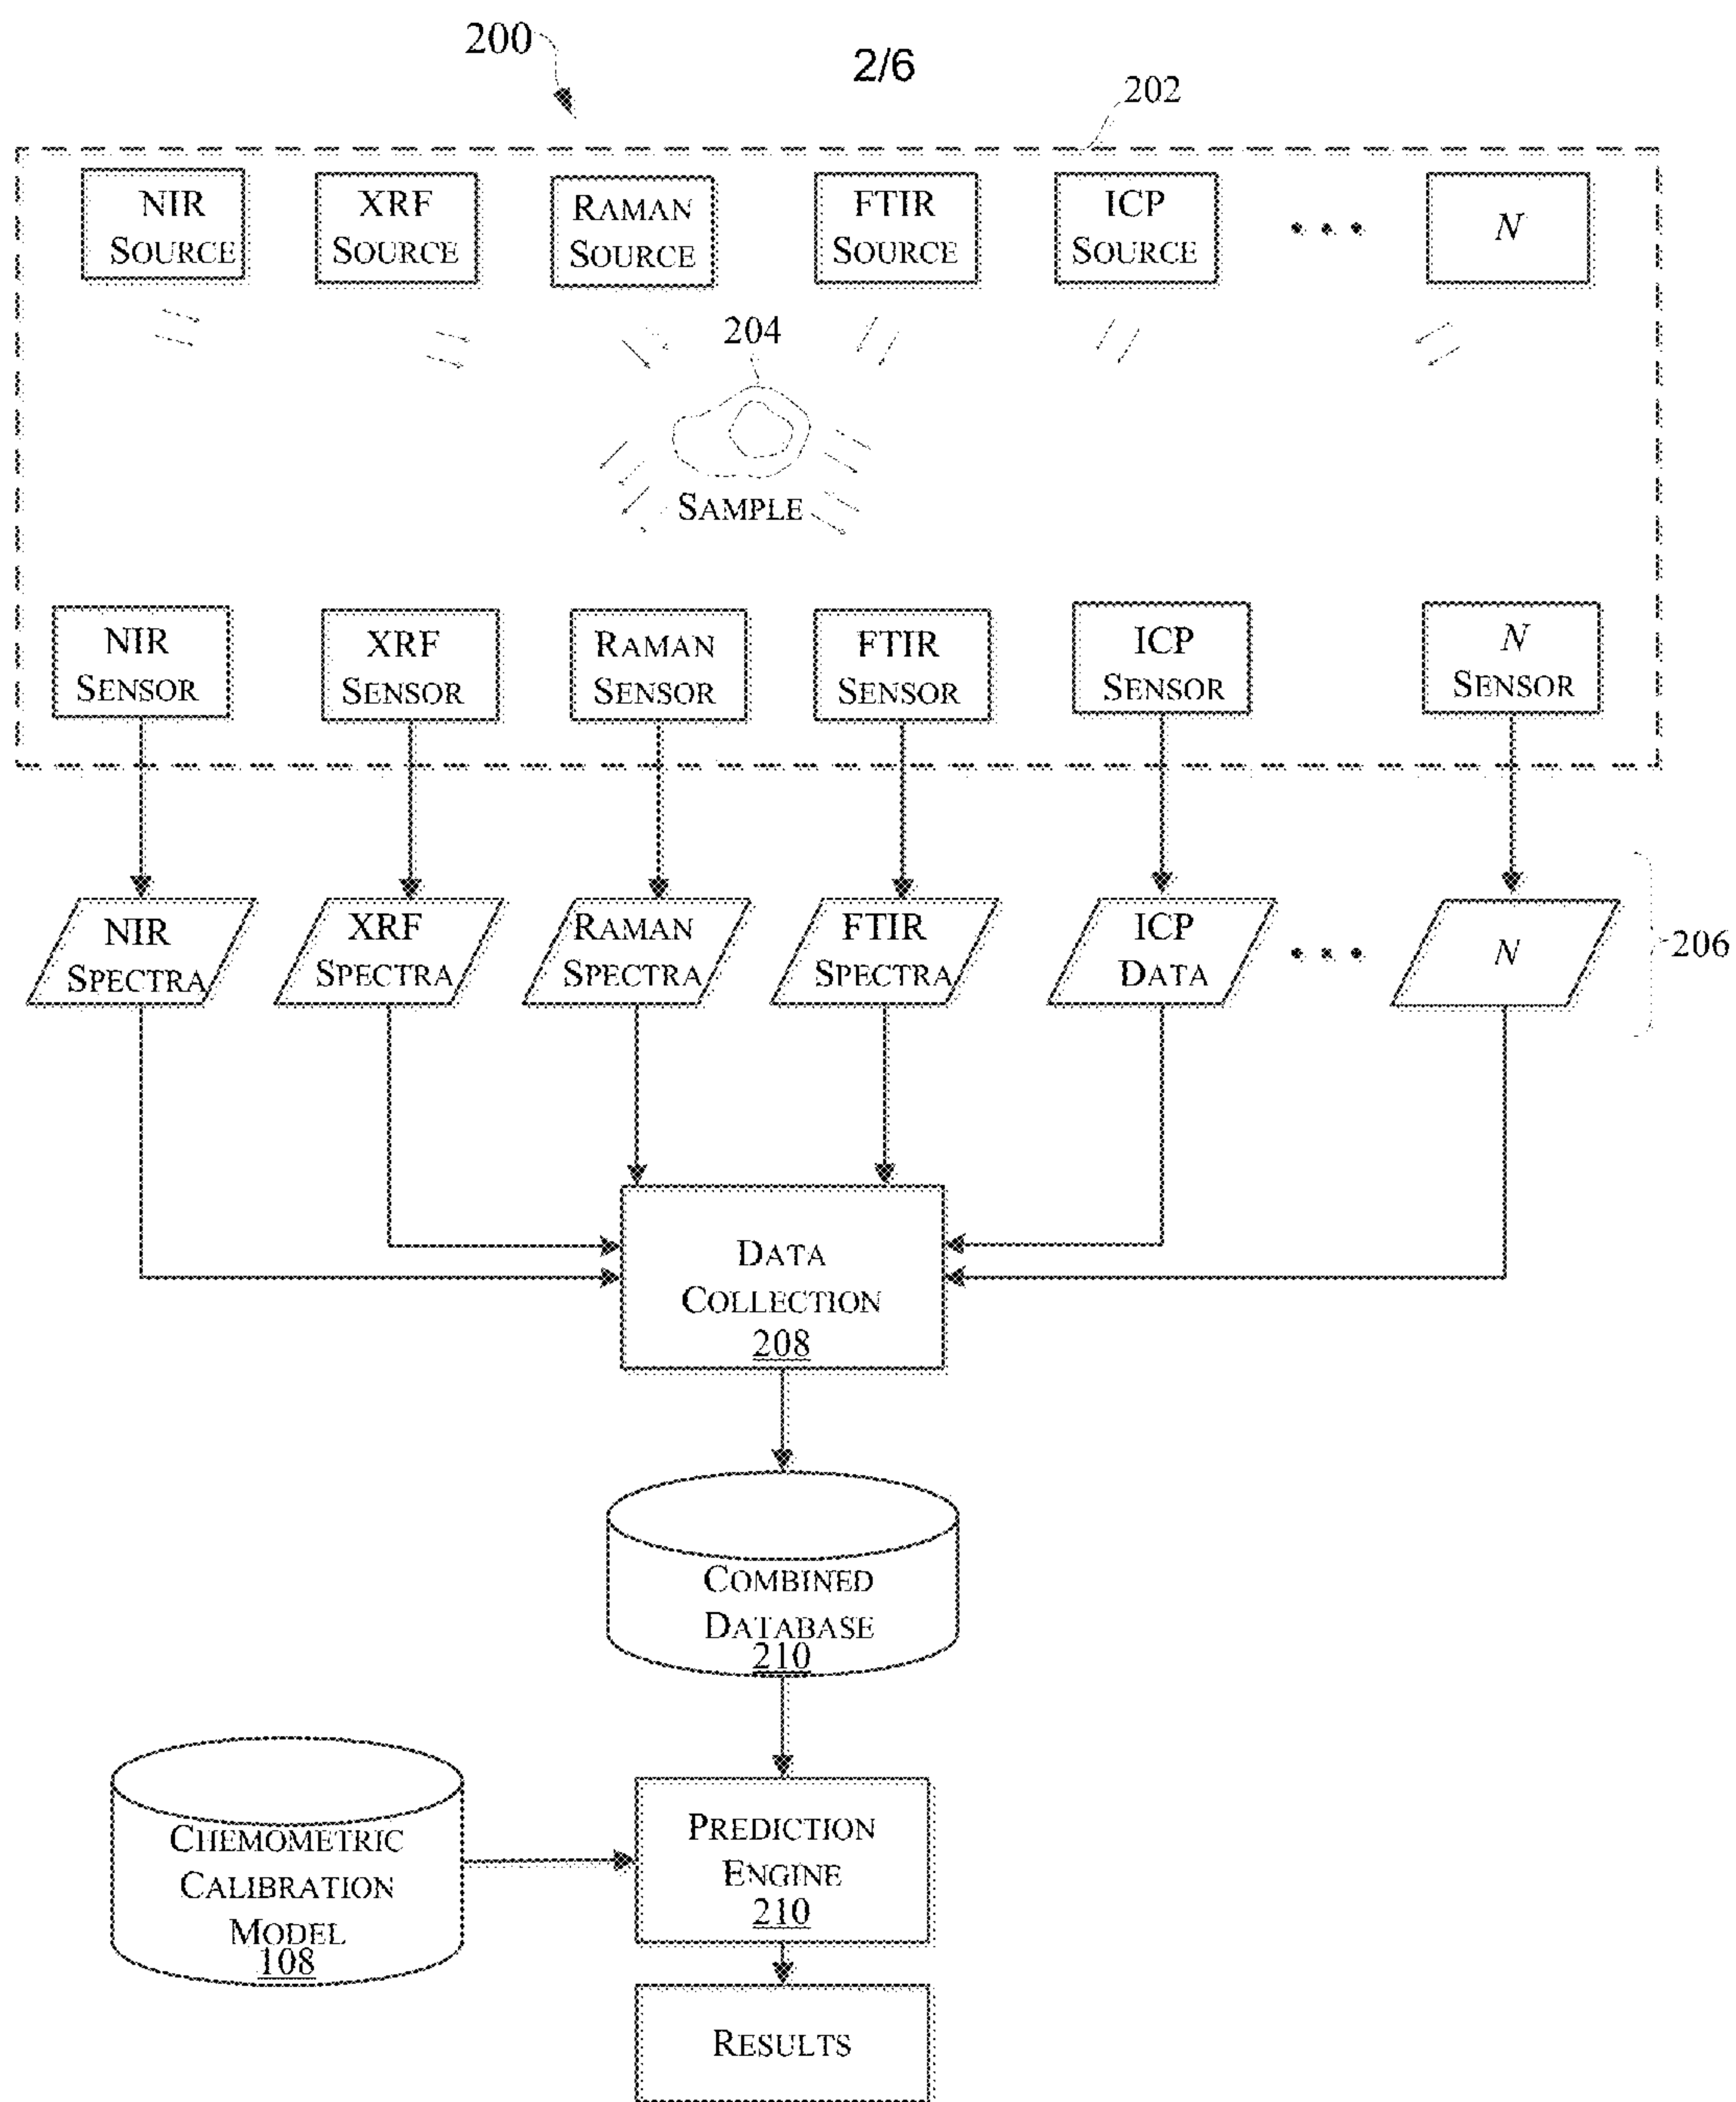 200
2/6
202
NIR
SOURCE
XRF
SOURCE
RAMAN
SOURCE
FTIR
SOURCE
ICP
SOURCE
N
204
SAMPLE
NIR
SENSOR
XRF
SENSOR
RAMAN
SENSOR
FTIR
SENSOR
ICP
SENSOR
N
SENSOR
NIR
SPECTRA
XRF
SPECTRA
RAMAN
SPECTRA
FTIR
SPECTRA
ICP
DATA
N
206
DATA
COLLECTION
208
COMBINED
DATABASE
210
CHEMOMETRIC
CALIBRATION
MODEL
108
PREDICTION
ENGINE
210
RESULTS